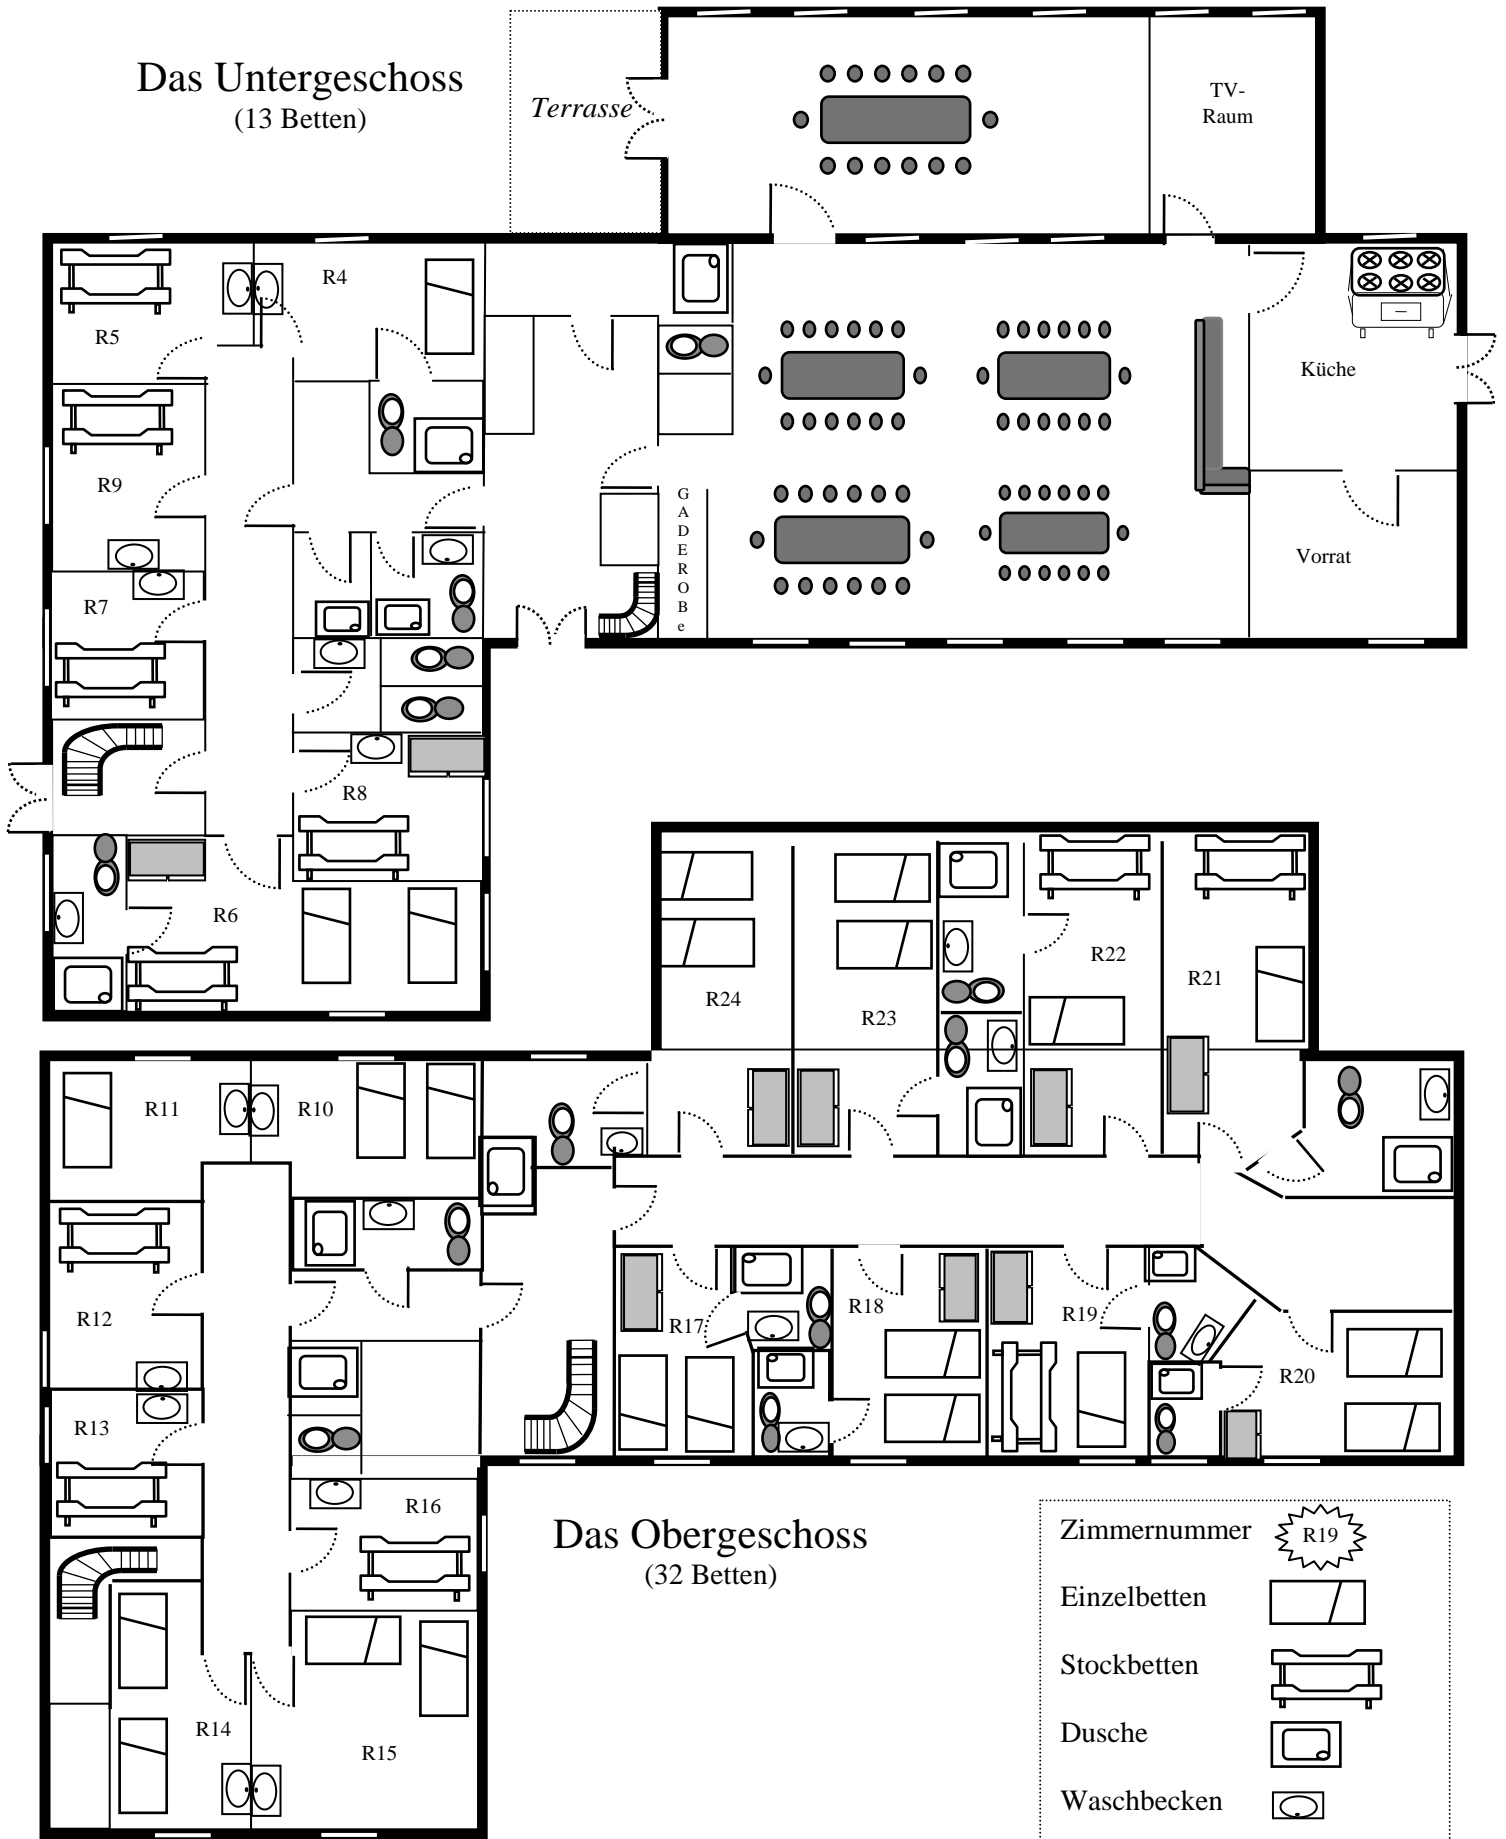 Das Untergeschoss
(13 Betten)
Terrasse
TV-
Raum
R5
R4
R9
R7
R8
R6
G
A
D
E
R
O
B
e
Küche
Vorrat
R24
R23
R22
R21
R11
R10
R12
R13
R17
R18
R19
R20
R16
R14
R15
Das Obergeschoss
(32 Betten)
Zimmernummer R19
Einzelbetten
Stockbetten
Dusche
Waschbecken